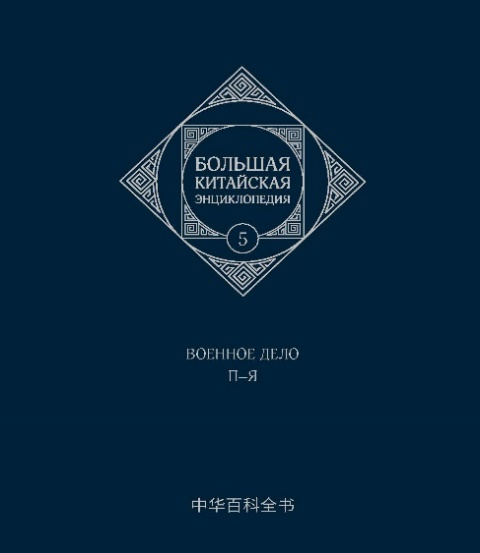 БОЛЬШАЯ
КИТАЙСКАЯ
ЭНЦИКЛОПЕДИЯ
5
ВОЕННОЕ ДЕЛО
П–Я
中华百科全书